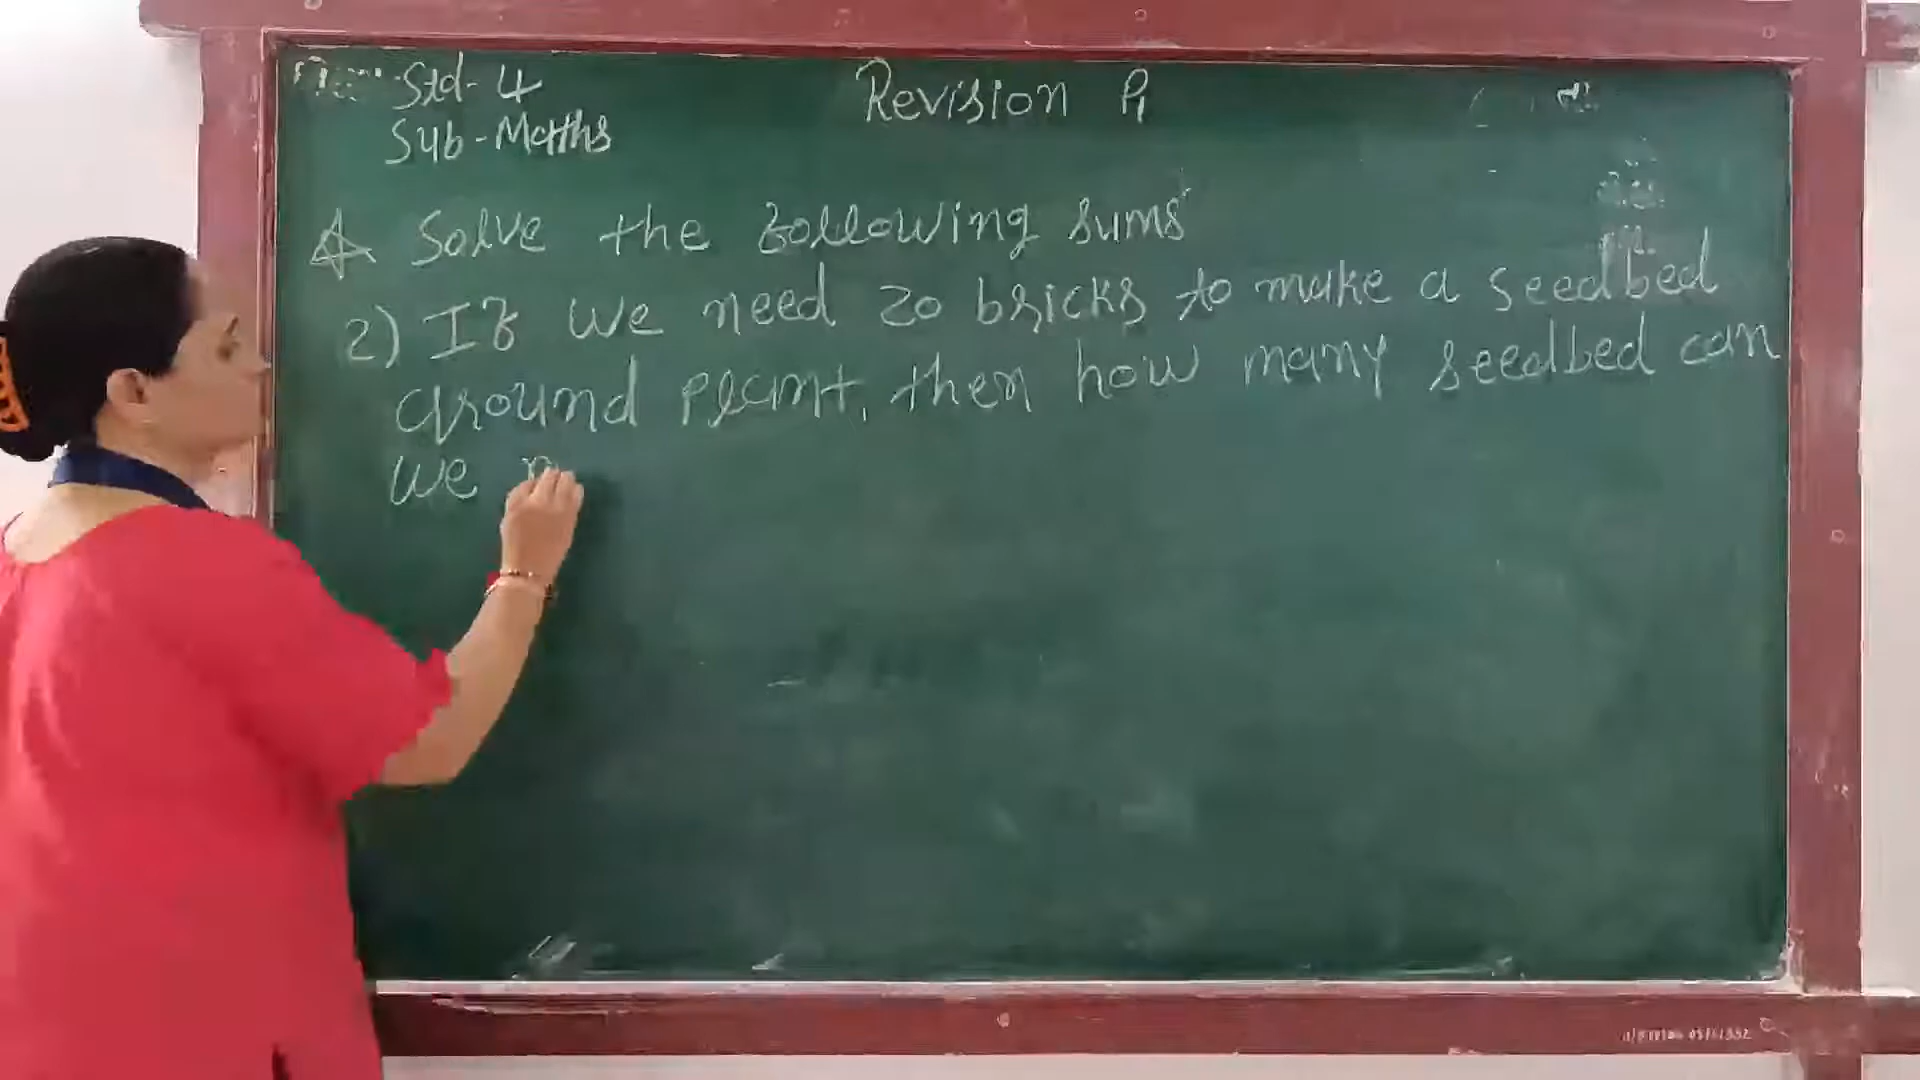 Std-4
Revision P1
Sub-Maths
Solve the following sums
2) If we need 20 bricks to make a seedbed
around plant, then how many seedbed can
we